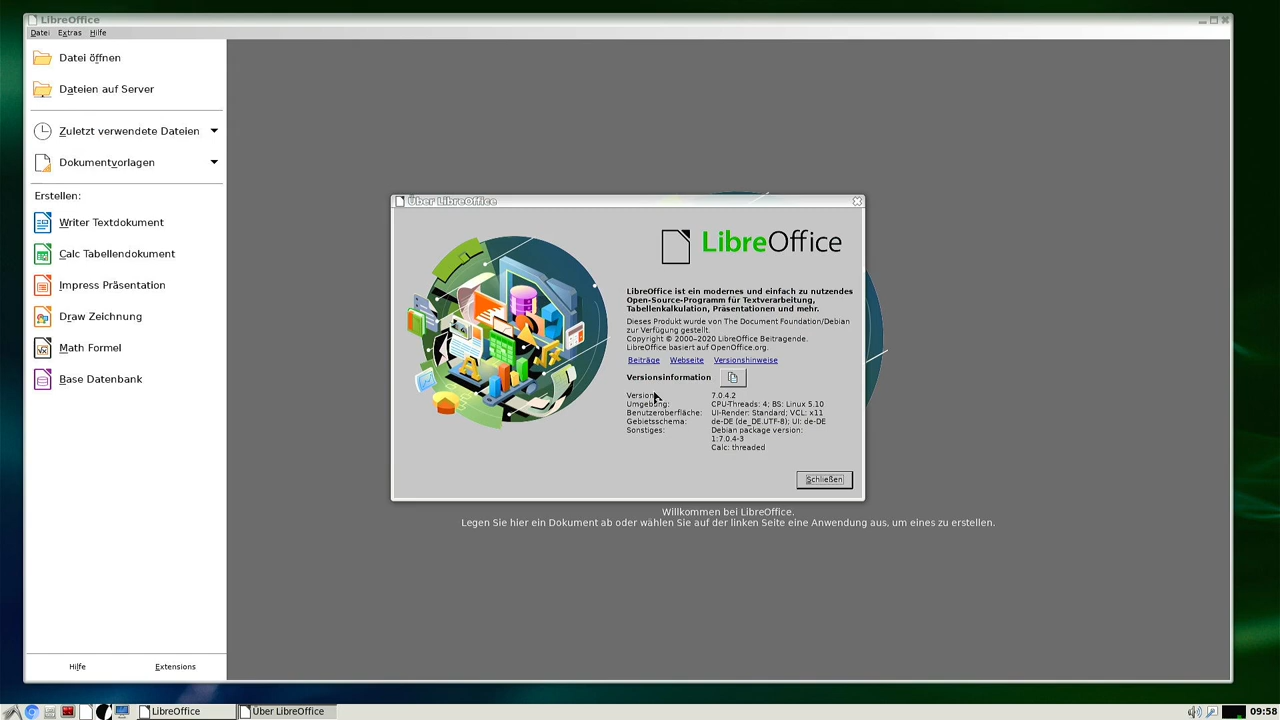 LibreOffice
Datei Extras Hilfe
Datei öffnen
Dateien auf Server
Zuletzt verwendete Dateien
Dokumentvorlagen
Erstellen:
Writer Textdokument
Calc Tabellendokument
Impress Präsentation
Draw Zeichnung
Math Formel
Base Datenbank
Hilfe Extensions
Über LibreOffice
LibreOffice
LibreOffice ist ein modernes und einfach zu nutzendes
Open-Source-Programm für Textverarbeitung,
Tabellenkalkulation, Präsentationen und mehr.
Dieses Produkt wurde von The Document Foundation/Debian
zur Verfügung gestellt.
Copyright © 2000–2020 LibreOffice Beitragende.
LibreOffice basiert auf OpenOffice.org.
Beiträge Webseite Versionshinweise
Versionsinformation
Version: 7.0.4.2
Umgebung: CPU-Threads: 4; BS: Linux 5.10
Benutzeroberfläche: UI-Render: Standard; VCL: x11
Gebietsschema: de-DE (de_DE.UTF-8); UI: de-DE
Sonstiges: Debian package version:
1:7.0.4-3
Calc: threaded
Schließen
Willkommen bei LibreOffice.
Legen Sie hier ein Dokument ab oder wählen Sie auf der linken Seite eine Anwendung aus, um eines zu erstellen.
LibreOffice Über LibreOffice 09:58